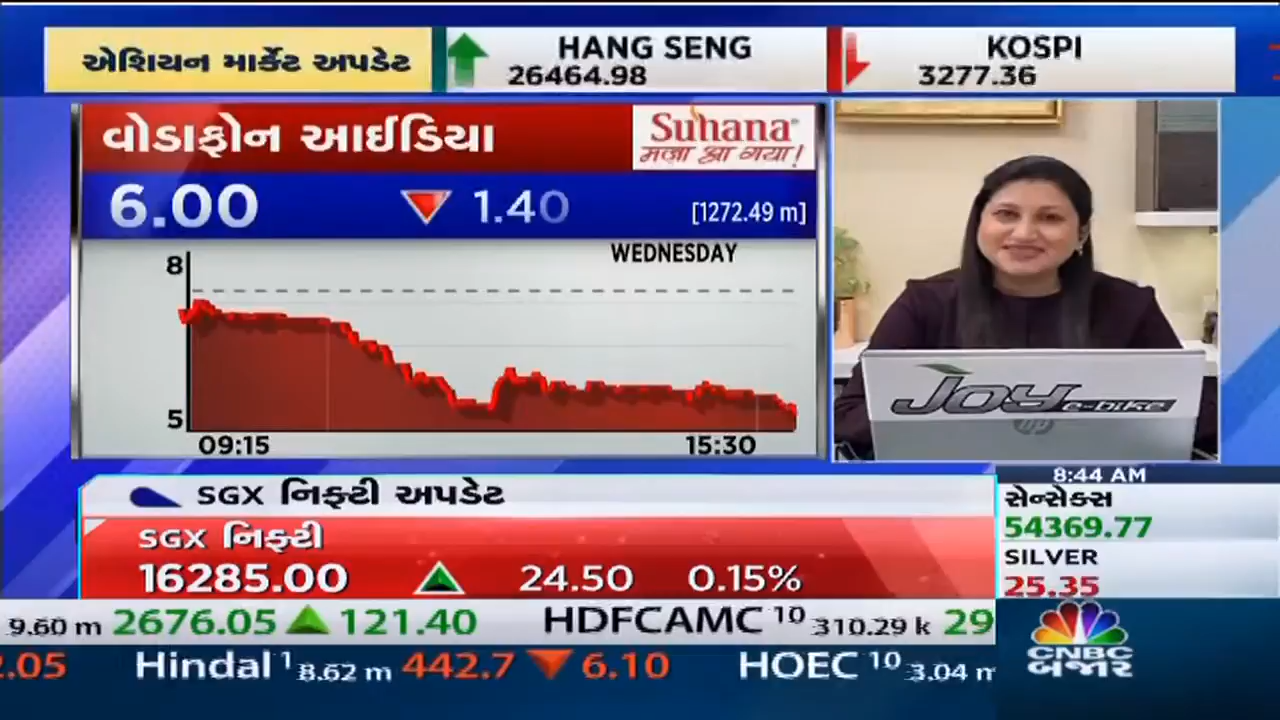 એશિયન માર્કેટ અપડેટ
HANG SENG
26464.98
KOSPI
3277.36
વોડાફોન આઈડિયા
Suhana
मज़ा आ गया!
6.00 1.40 [1272.49 m]
WEDNESDAY
8
5
09:15 15:30
Joy e-bike
hp
SGX નિફ્ટી અપડેટ
SGX નિફ્ટી
16285.00 24.50 0.15%
8:44 AM
સેન્સેક્સ
54369.77
SILVER
25.35
9.60 m 2676.05 121.40 HDFCAMC 10 310.29 k 29
2.05 Hindal 1 8.62 m 442.7 6.10 HOEC 10 3.04 m
CNBC
બજાર